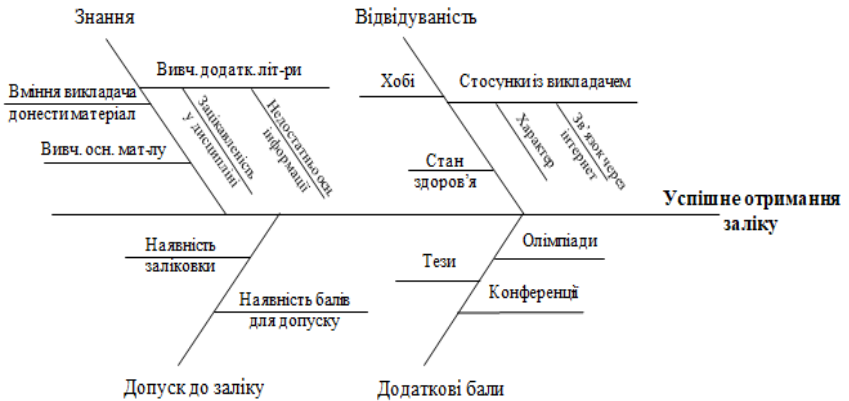 Знання
Відвідуваність
Вивч. додатк. літ-ри
Вміння викладача
донести матеріал
Зацікавленість
у дисципліні
Недостатньо осн.
інформації
Вивч. осн. мат-лу
Хобі
Стосунки із викладачем
Характер
Зв’язок через
інтернет
Стан
здоров’я
Успішне отримання
заліку
Наявність
заліковки
Наявність балів
для допуску
Олімпіади
Тези
Конференції
Допуск до заліку
Додаткові бали